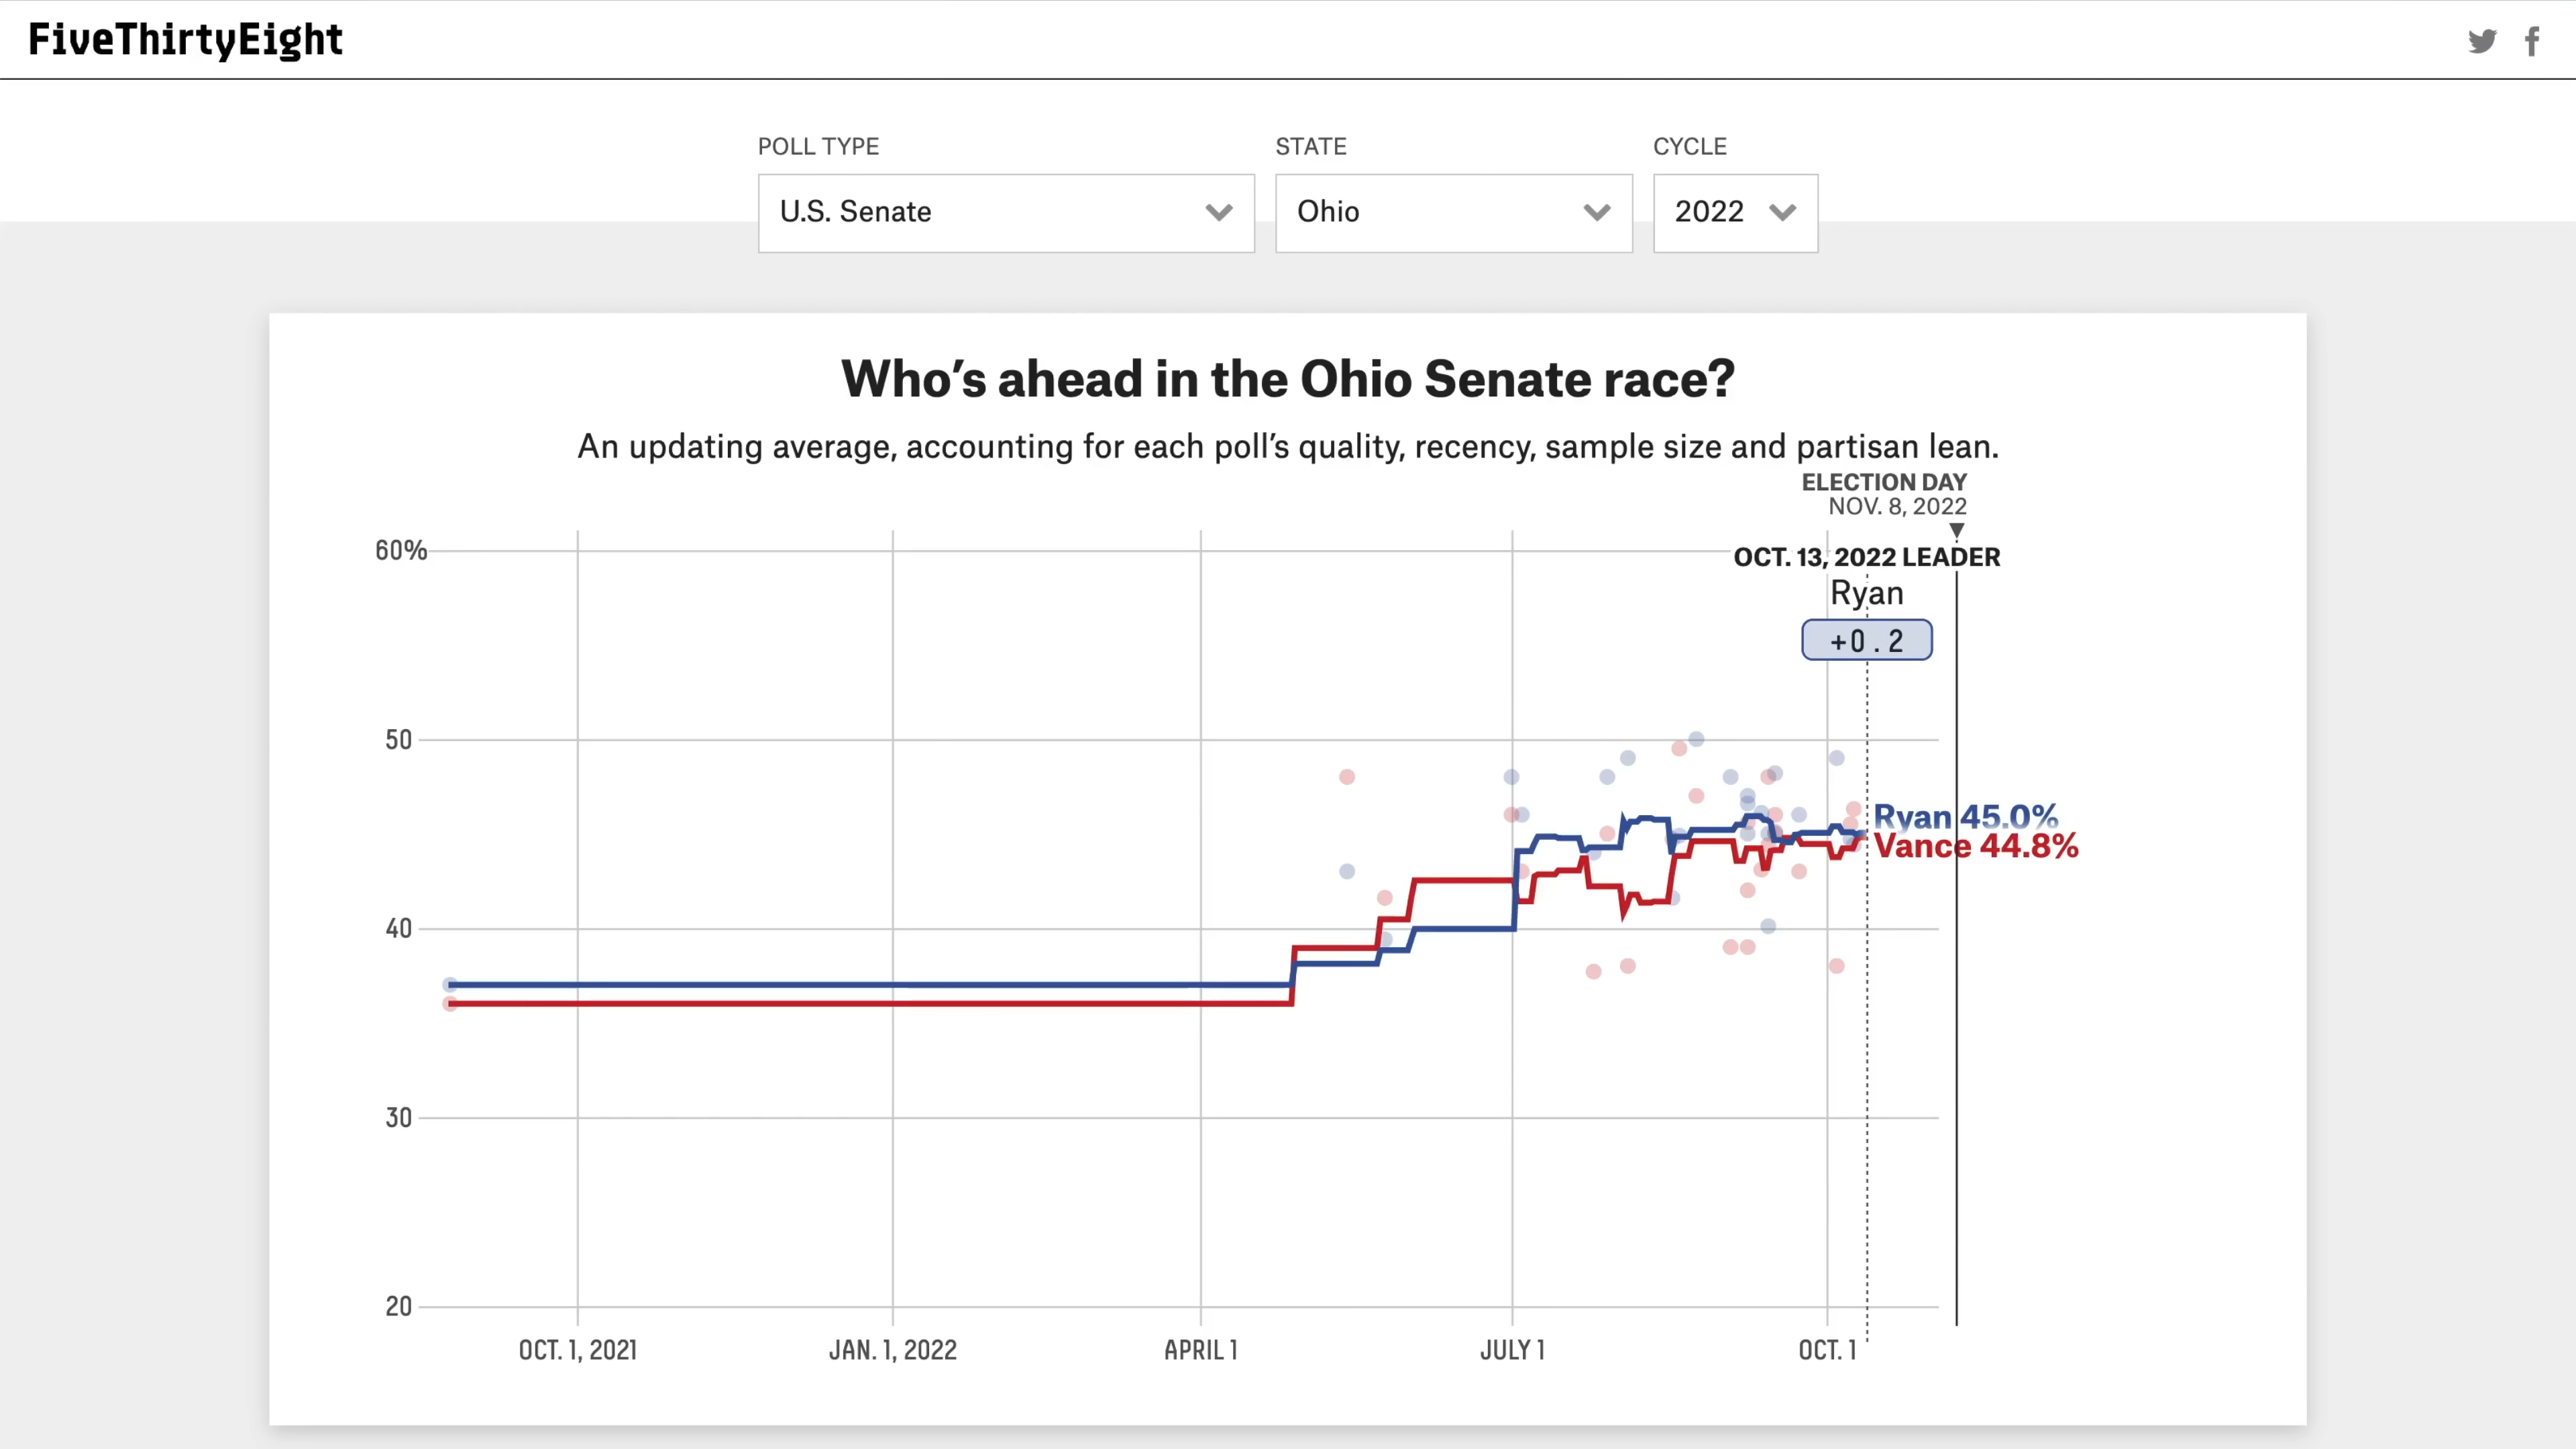 FiveThirtyEight
POLL TYPE
STATE
CYCLE
U.S. Senate
Ohio
2022
Who's ahead in the Ohio Senate race?
An updating average, accounting for each poll's quality, recency, sample size and partisan lean.
ELECTION DAY
NOV. 8, 2022
60%
OCT. 13, 2022 LEADER
Ryan
+0.2
50
Ryan 45.0%
Vance 44.8%
40
30
20
OCT. 1, 2021
JAN. 1, 2022
APRIL 1
JULY 1
OCT. 1